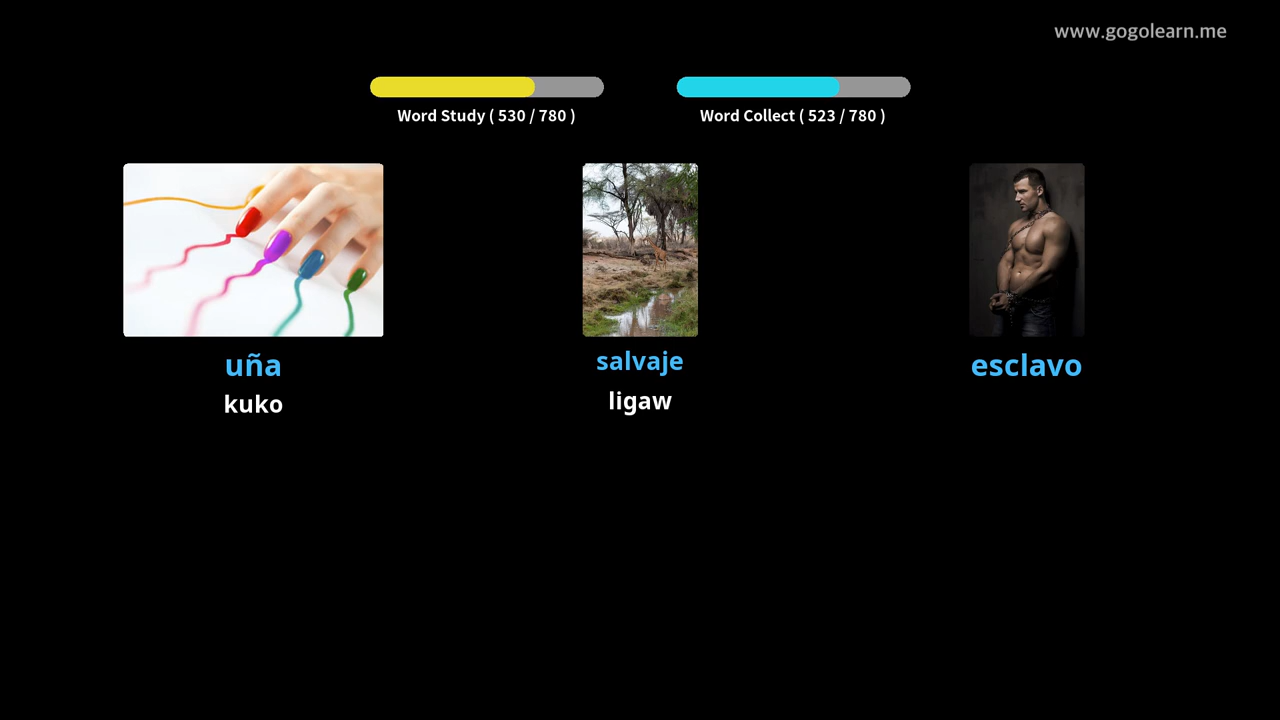 www.gogolearn.me
Word Study ( 530 / 780 )
Word Collect ( 523 / 780 )
uña
kuko
salvaje
ligaw
esclavo